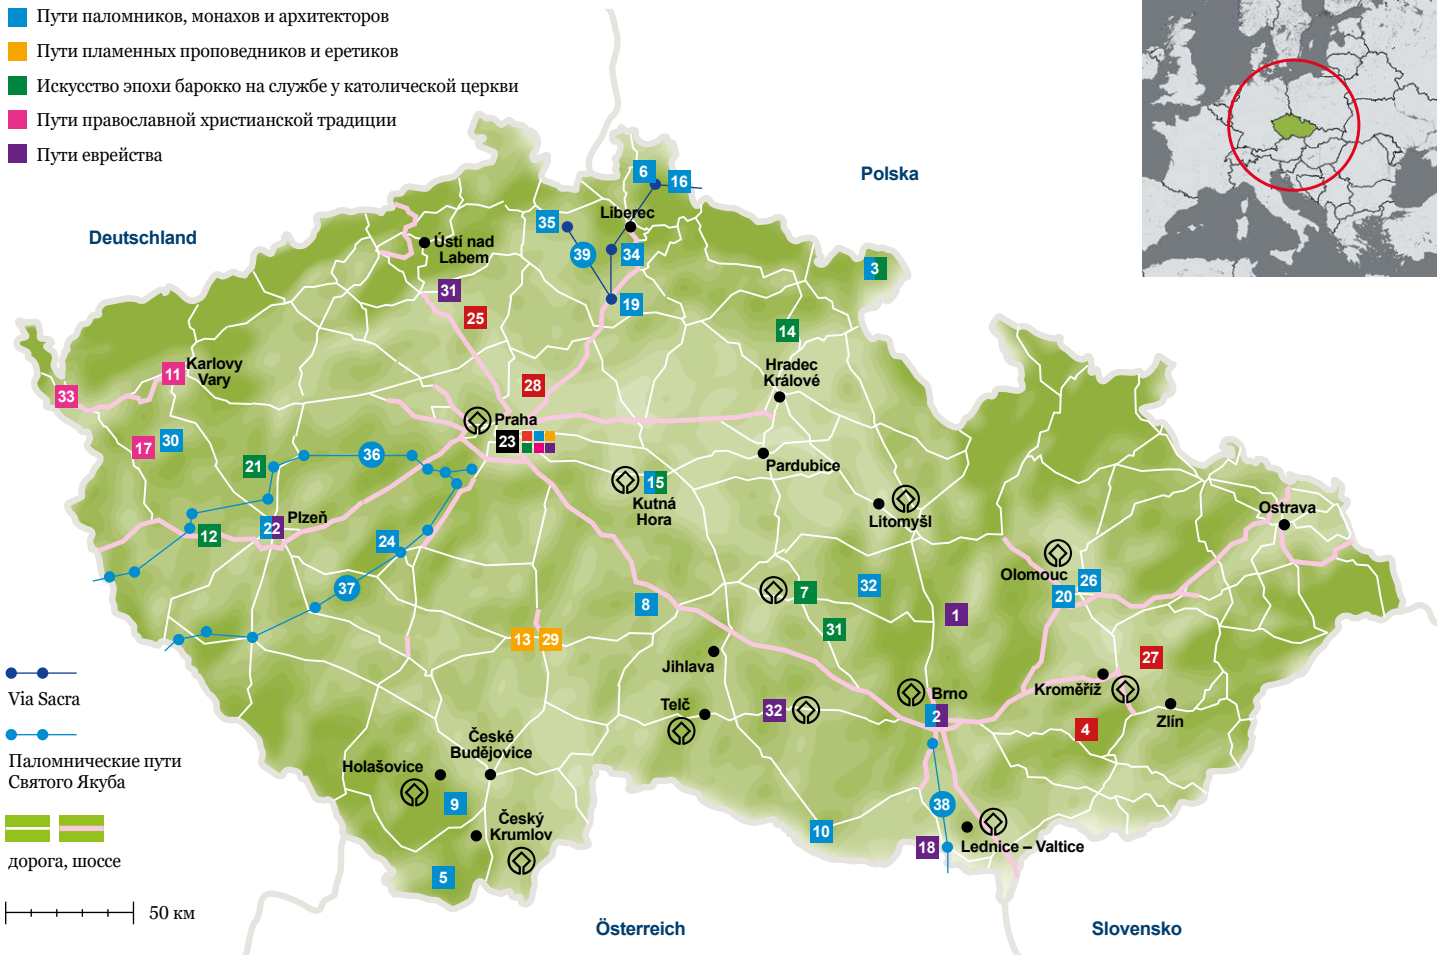 Пути паломников, монахов и архитекторов
Пути пламенных проповедников и еретиков
Искусство эпохи барокко на службе у католической церкви
Пути православной христианской традиции
Пути еврейства
Polska
Deutschland
6
16
35
Liberec
39
34
19
Ústí nad
Labem
31
25
3
14
Karlovy
Vary
11
33
28
Hradec
Králové
17
30
Praha
23
21
36
Pardubice
15
Kutná
Hora
Litomyšl
Ostrava
12
22
Plzeň
24
37
Olomouc
26
20
8
7
32
1
31
13
29
Jihlava
27
Kroměříž
Zlín
Telč
32
Brno
2
4
Via Sacra
Паломнические пути
Святого Якуба
České
Budějovice
Holašovice
9
Český
Krumlov
5
10
38
18
Lednice – Valtice
дорога, шоссе
50 км
Österreich
Slovensko